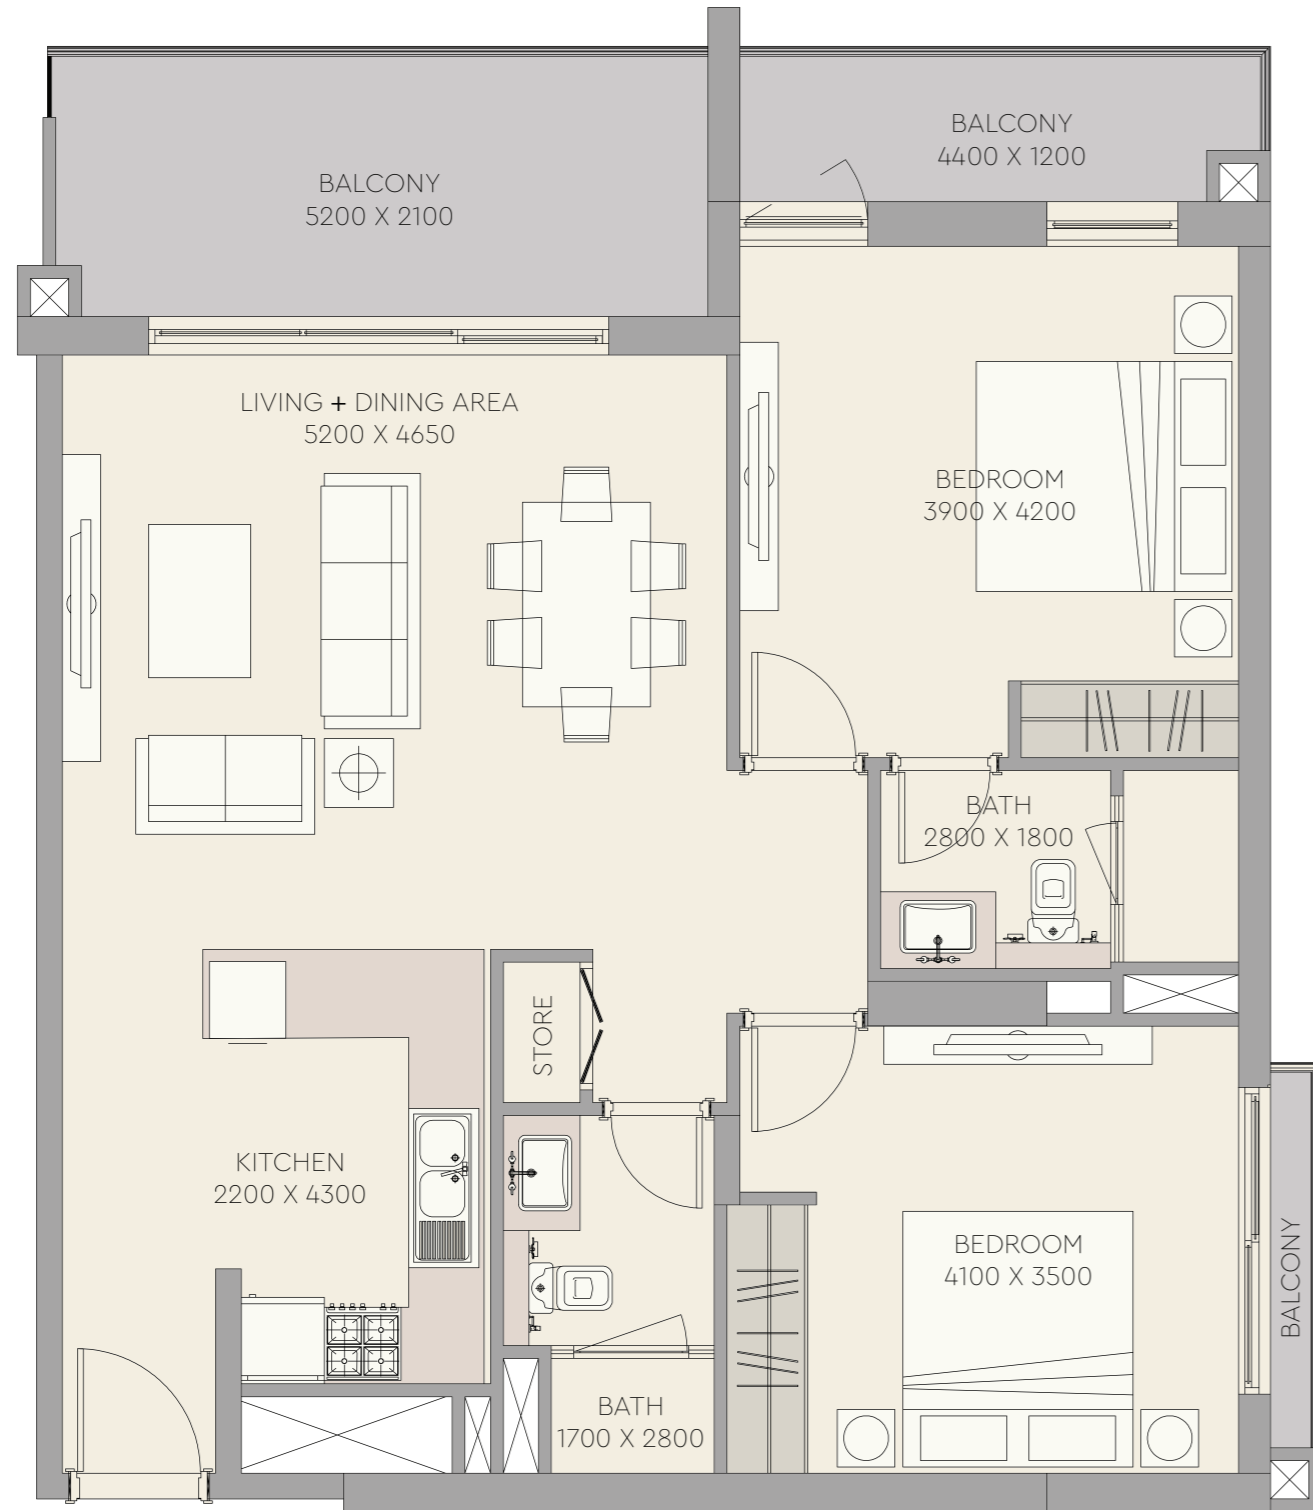 BALCONY
4400 X 1200
BALCONY
5200 X 2100
LIVING + DINING AREA
5200 X 4650
BEDROOM
3900 X 4200
BATH
2800 X 1800
STORE
KITCHEN
2200 X 4300
BEDROOM
4100 X 3500
BALCONY
BATH
1700 X 2800